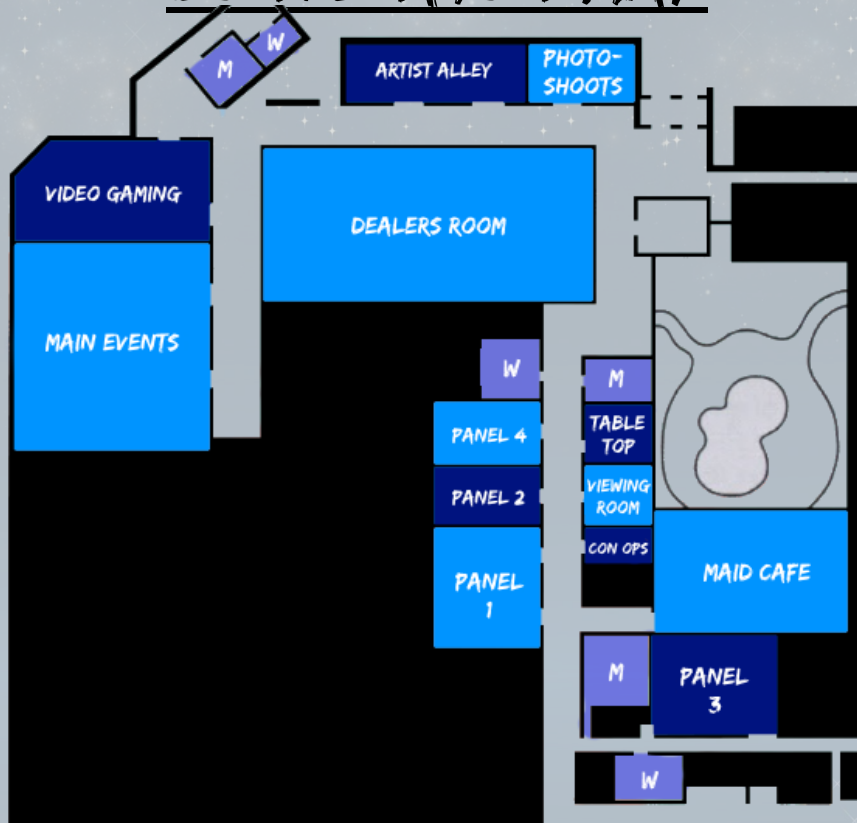 W
M
ARTIST ALLEY
PHOTO-
SHOOTS
VIDEO GAMING
DEALERS ROOM
MAIN EVENTS
W
M
PANEL 4
TABLE
TOP
PANEL 2
VIEWING
ROOM
CON OPS
PANEL
1
MAID CAFE
M
PANEL
3
W